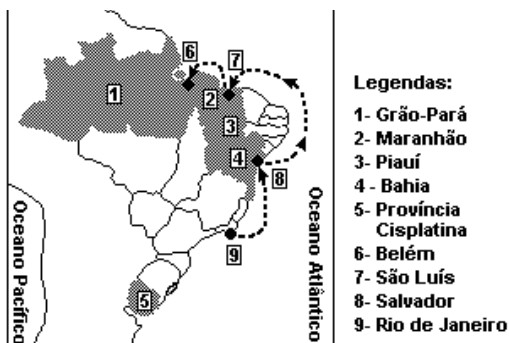 6
7
1
2
3
4
8
9
5
Oceano Pacífico
Oceano Atlântico
Legendas:
1- Grão-Pará
2- Maranhão
3- Piauí
4 - Bahia
5- Província
Cisplatina
6- Belém
7- São Luís
8- Salvador
9- Rio de Janeiro